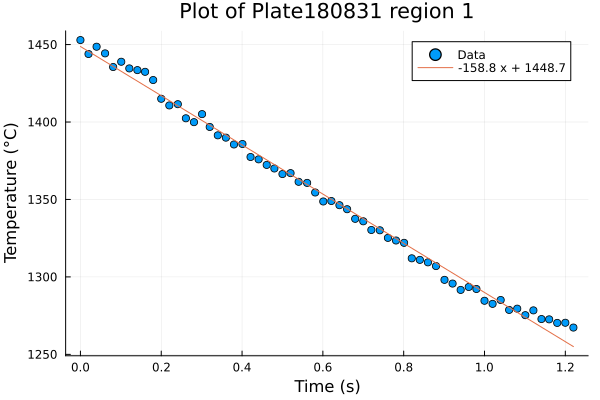 Plot of Plate180831 region 1
Temperature (°C)
1450
1400
1350
1300
1250
Data
-158.8 x + 1448.7
0.0 0.2 0.4 0.6 0.8 1.0 1.2
Time (s)